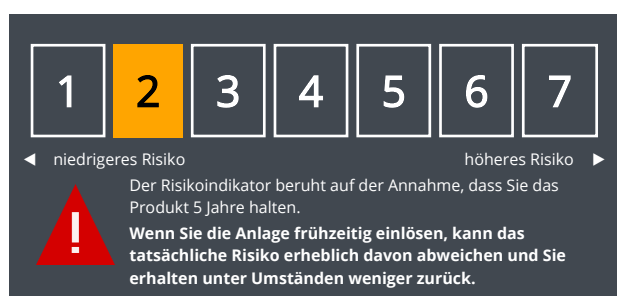 1 2 3 4 5 6 7
niedrigeres Risiko höheres Risiko
Der Risikoindikator beruht auf der Annahme, dass Sie das
Produkt 5 Jahre halten.
Wenn Sie die Anlage frühzeitig einlösen, kann das
tatsächliche Risiko erheblich davon abweichen und Sie
erhalten unter Umständen weniger zurück.
!